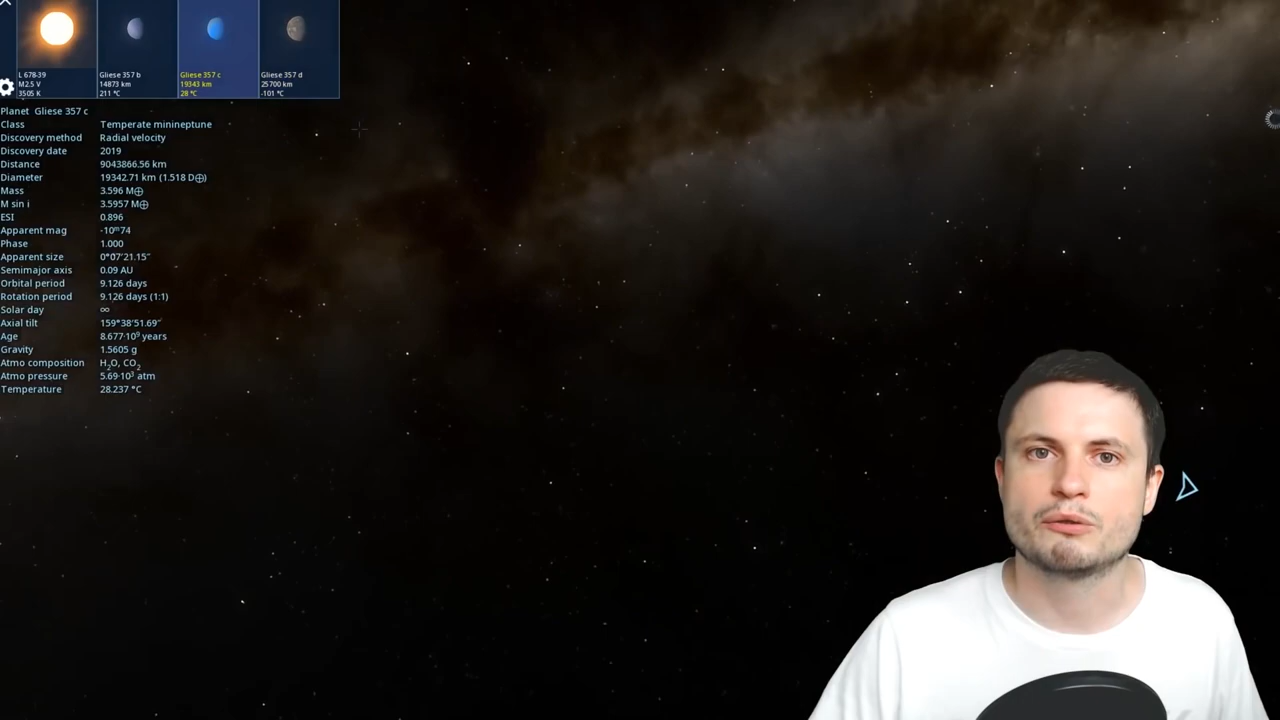 L 678-39
M2.5 V
3505 K
Gliese 357 b
14873 km
211 °C
Gliese 357 c
19343 km
28 °C
Gliese 357 d
25700 km
-101 °C
Planet Gliese 357 c
Class Temperate minineptune
Discovery method Radial velocity
Discovery date 2019
Distance 9043866.56 km
Diameter 19342.71 km (1.518 D⊕)
Mass 3.596 M⊕
M sin i 3.5957 M⊕
ESI 0.896
Apparent mag -10ᵐ74
Phase 1.000
Apparent size 0°07′21.15″
Semimajor axis 0.09 AU
Orbital period 9.126 days
Rotation period 9.126 days (1:1)
Solar day ∞
Axial tilt 159°38′51.69″
Age 8.677·10⁹ years
Gravity 1.5605 g
Atmo composition H₂O, CO₂
Atmo pressure 5.69·10³ atm
Temperature 28.237 °C